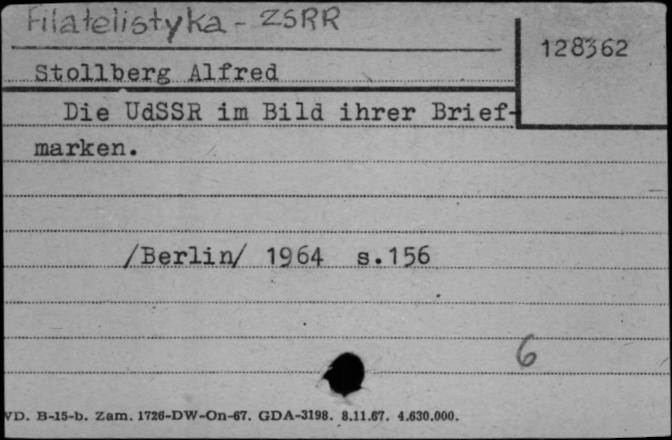 Filatelistyka - ZSRR
128362
Stollberg Alfred
Die UdSSR im Bild ihrer Brief-
marken.
/Berlin/ 1964 s.156
6
VD. B-15-b. Zam. 1726-DW-On-67. GDA-3198. 8.11.67. 4.630.000.